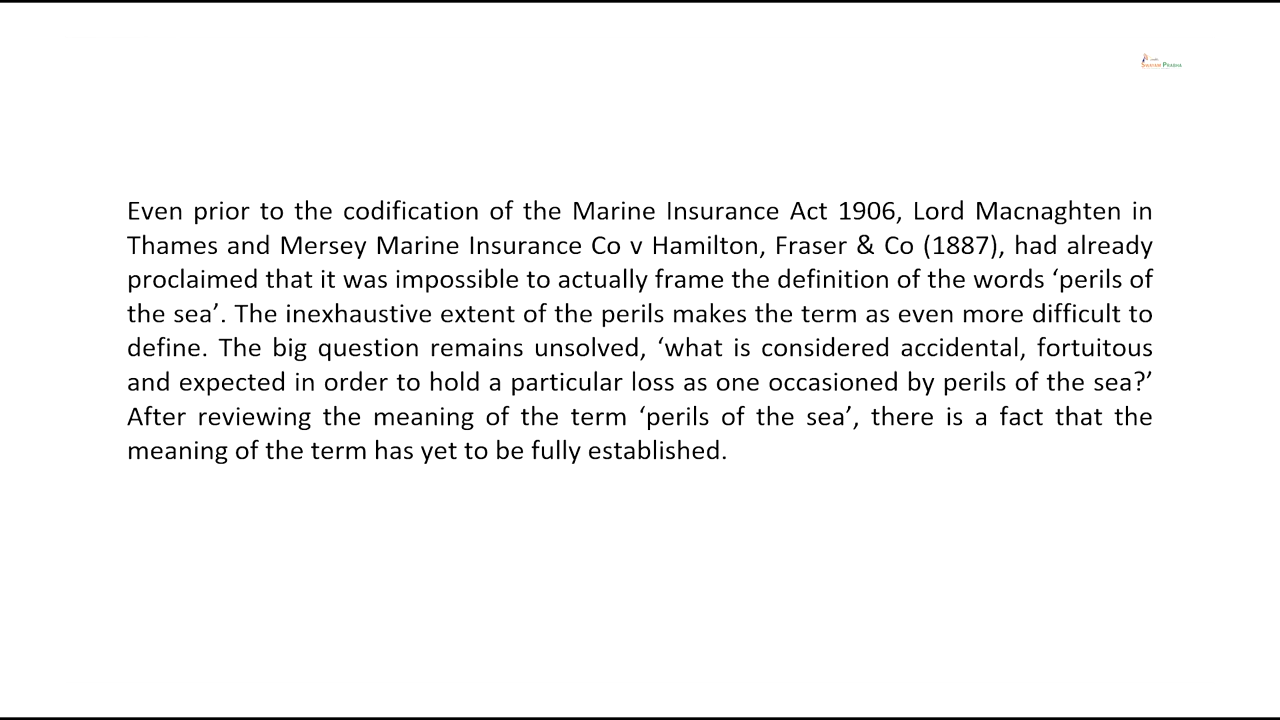 SWAYAM PRABHA
Even prior to the codification of the Marine Insurance Act 1906, Lord Macnaghten in
Thames and Mersey Marine Insurance Co v Hamilton, Fraser & Co (1887), had already
proclaimed that it was impossible to actually frame the definition of the words ‘perils of
the sea’. The inexhaustive extent of the perils makes the term as even more difficult to
define. The big question remains unsolved, ‘what is considered accidental, fortuitous
and expected in order to hold a particular loss as one occasioned by perils of the sea?’
After reviewing the meaning of the term ‘perils of the sea’, there is a fact that the
meaning of the term has yet to be fully established.